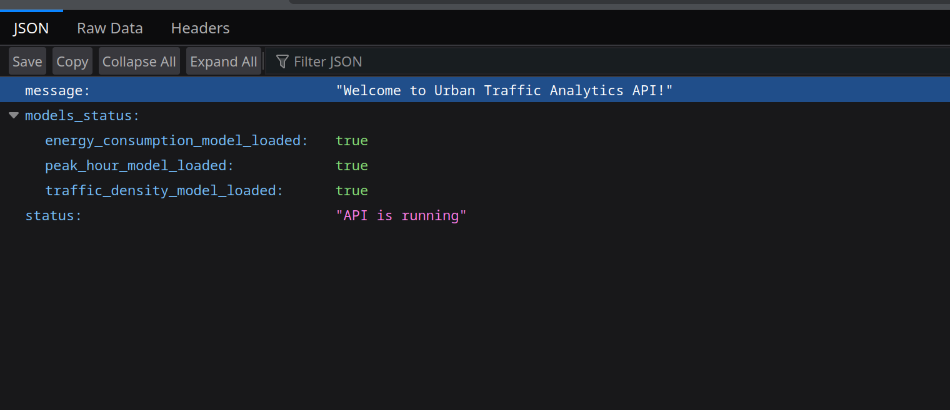 JSON Raw Data Headers
Save Copy Collapse All Expand All Filter JSON
message: "Welcome to Urban Traffic Analytics API!"
models_status:
energy_consumption_model_loaded: true
peak_hour_model_loaded: true
traffic_density_model_loaded: true
status: "API is running"